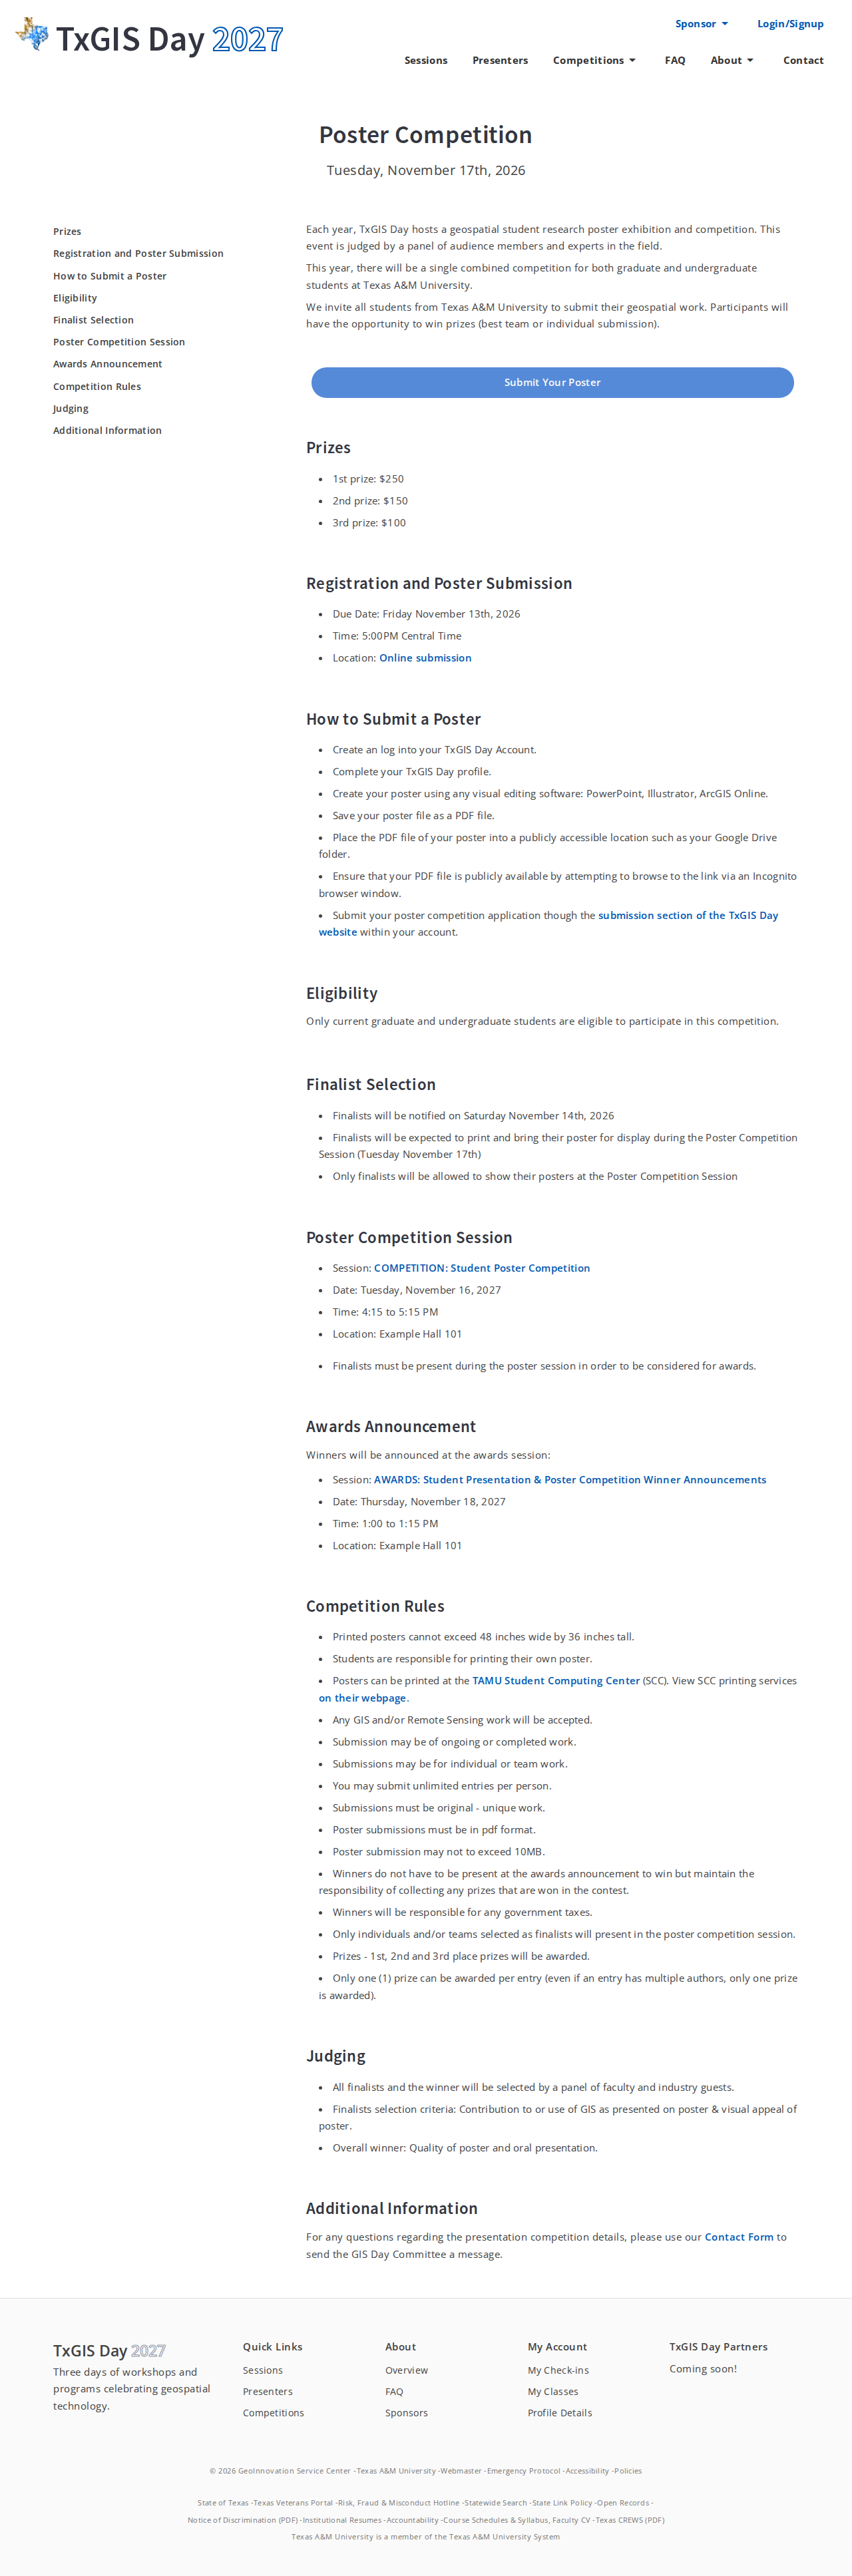 TxGIS Day 2027
Sponsor
Login/Signup
Sessions
Presenters
Competitions
FAQ
About
Contact
Poster Competition
Tuesday, November 17th, 2026
Prizes
Registration and Poster Submission
How to Submit a Poster
Eligibility
Finalist Selection
Poster Competition Session
Awards Announcement
Competition Rules
Judging
Additional Information
Each year, TxGIS Day hosts a geospatial student research poster exhibition and competition. This
event is judged by a panel of audience members and experts in the field.
This year, there will be a single combined competition for both graduate and undergraduate
students at Texas A&M University.
We invite all students from Texas A&M University to submit their geospatial work. Participants will
have the opportunity to win prizes (best team or individual submission).
Submit Your Poster
Prizes
• 1st prize: $250
• 2nd prize: $150
• 3rd prize: $100
Registration and Poster Submission
• Due Date: Friday November 13th, 2026
• Time: 5:00PM Central Time
• Location: Online submission
How to Submit a Poster
• Create an log into your TxGIS Day Account.
• Complete your TxGIS Day profile.
• Create your poster using any visual editing software: PowerPoint, Illustrator, ArcGIS Online.
• Save your poster file as a PDF file.
• Place the PDF file of your poster into a publicly accessible location such as your Google Drive
folder.
• Ensure that your PDF file is publicly available by attempting to browse to the link via an Incognito
browser window.
• Submit your poster competition application though the submission section of the TxGIS Day
website within your account.
Eligibility
Only current graduate and undergraduate students are eligible to participate in this competition.
Finalist Selection
• Finalists will be notified on Saturday November 14th, 2026
• Finalists will be expected to print and bring their poster for display during the Poster Competition
Session (Tuesday November 17th)
• Only finalists will be allowed to show their posters at the Poster Competition Session
Poster Competition Session
• Session: COMPETITION: Student Poster Competition
• Date: Tuesday, November 16, 2027
• Time: 4:15 to 5:15 PM
• Location: Example Hall 101
• Finalists must be present during the poster session in order to be considered for awards.
Awards Announcement
Winners will be announced at the awards session:
• Session: AWARDS: Student Presentation & Poster Competition Winner Announcements
• Date: Thursday, November 18, 2027
• Time: 1:00 to 1:15 PM
• Location: Example Hall 101
Competition Rules
• Printed posters cannot exceed 48 inches wide by 36 inches tall.
• Students are responsible for printing their own poster.
• Posters can be printed at the TAMU Student Computing Center (SCC). View SCC printing services
on their webpage.
• Any GIS and/or Remote Sensing work will be accepted.
• Submission may be of ongoing or completed work.
• Submissions may be for individual or team work.
• You may submit unlimited entries per person.
• Submissions must be original - unique work.
• Poster submissions must be in pdf format.
• Poster submission may not to exceed 10MB.
• Winners do not have to be present at the awards announcement to win but maintain the
responsibility of collecting any prizes that are won in the contest.
• Winners will be responsible for any government taxes.
• Only individuals and/or teams selected as finalists will present in the poster competition session.
• Prizes - 1st, 2nd and 3rd place prizes will be awarded.
• Only one (1) prize can be awarded per entry (even if an entry has multiple authors, only one prize
is awarded).
Judging
• All finalists and the winner will be selected by a panel of faculty and industry guests.
• Finalists selection criteria: Contribution to or use of GIS as presented on poster & visual appeal of
poster.
• Overall winner: Quality of poster and oral presentation.
Additional Information
For any questions regarding the presentation competition details, please use our Contact Form to
send the GIS Day Committee a message.
TxGIS Day 2027
Three days of workshops and
programs celebrating geospatial
technology.
Quick Links
Sessions
Presenters
Competitions
About
Overview
FAQ
Sponsors
My Account
My Check-ins
My Classes
Profile Details
TxGIS Day Partners
Coming soon!
© 2026 GeoInnovation Service Center -Texas A&M University -Webmaster -Emergency Protocol -Accessibility -Policies
State of Texas -Texas Veterans Portal -Risk, Fraud & Misconduct Hotline -Statewide Search -State Link Policy -Open Records -
Notice of Discrimination (PDF) -Institutional Resumes -Accountability -Course Schedules & Syllabus, Faculty CV -Texas CREWS (PDF)
Texas A&M University is a member of the Texas A&M University System